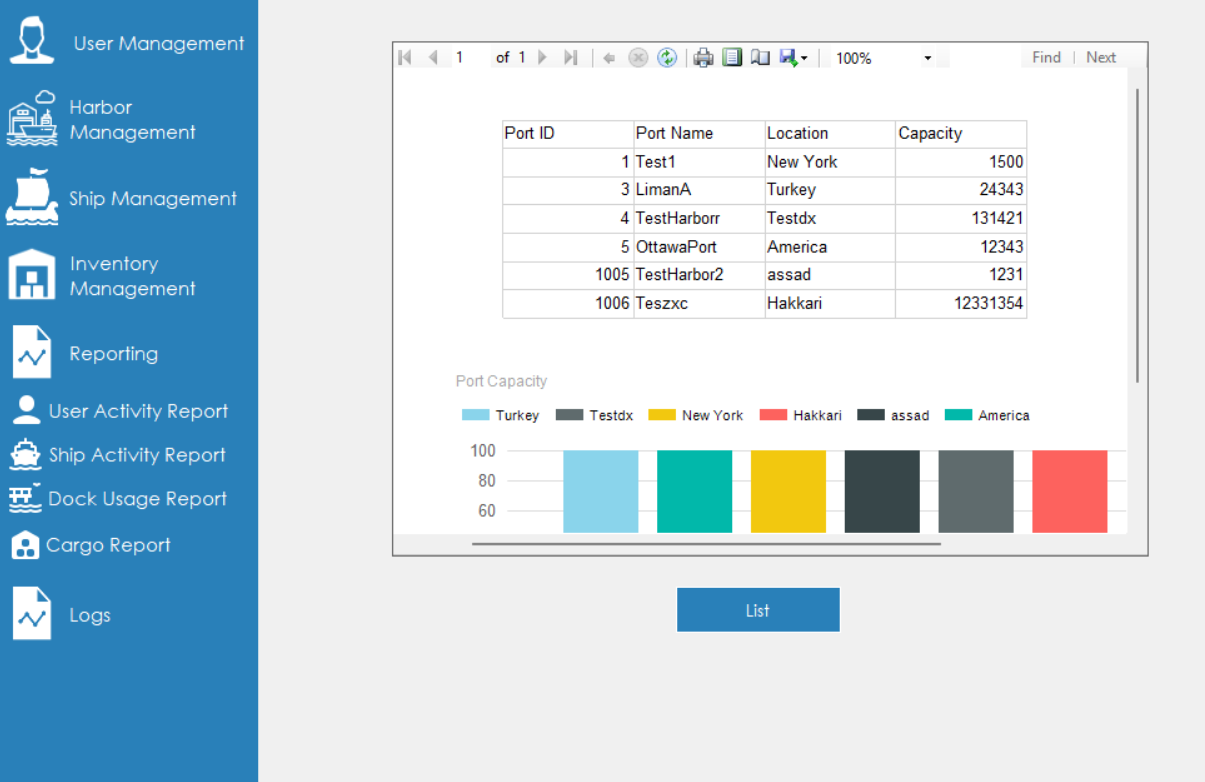 User Management
Harbor
Management
Ship Management
Inventory
Management
Reporting
User Activity Report
Ship Activity Report
Dock Usage Report
Cargo Report
Logs
1 of 1 100% Find | Next
Port ID Port Name Location Capacity
1 Test1 New York 1500
3 LimanA Turkey 24343
4 TestHarborr Testdx 131421
5 OttawaPort America 12343
1005 TestHarbor2 assad 1231
1006 Teszxc Hakkari 12331354
Port Capacity
Turkey Testdx New York Hakkari assad America
100
80
60
List